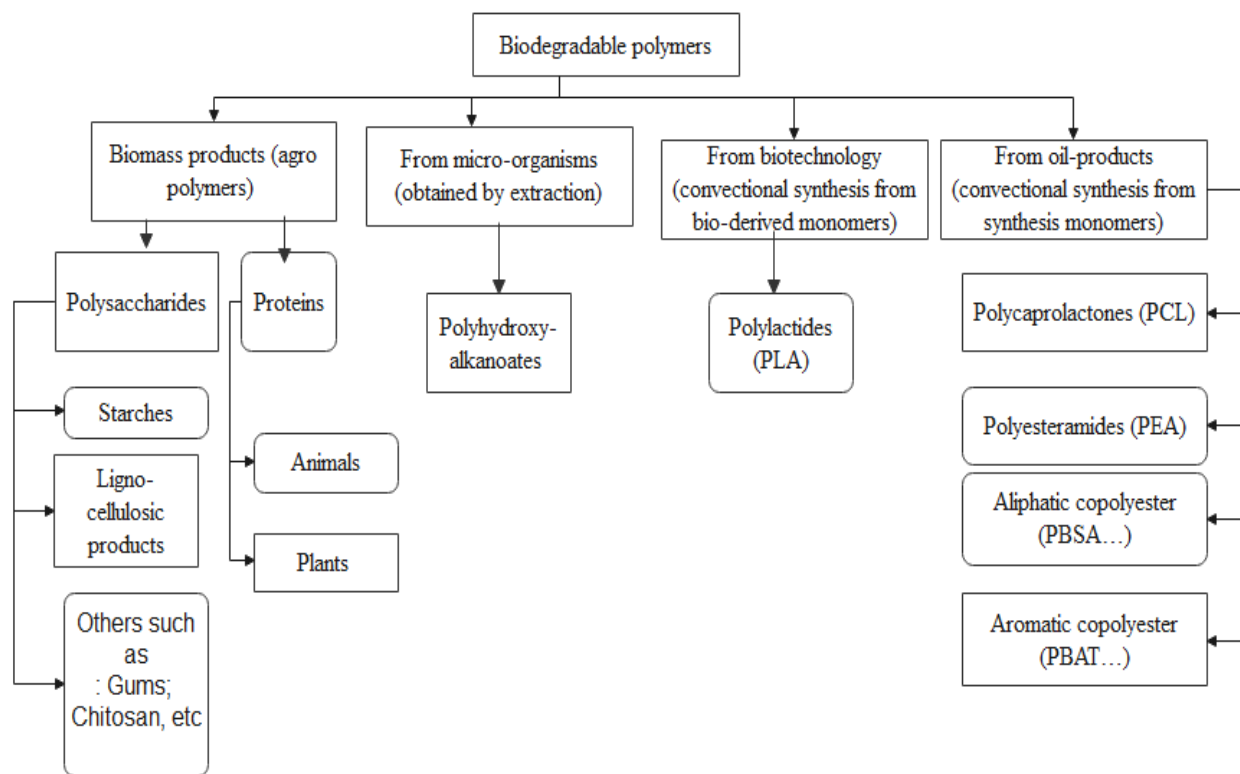 Biodegradable polymers
Biomass products (agro
polymers)
From micro-organisms
(obtained by extraction)
From biotechnology
(convectional synthesis from
bio-derived monomers)
From oil-products
(convectional synthesis from
synthesis monomers)
Polysaccharides
Proteins
Polyhydroxy-
alkanoates
Polylactides
(PLA)
Polycaprolactones (PCL)
Starches
Ligno-
cellulosic
products
Others such
as
: Gums;
Chitosan, etc
Animals
Plants
Polyesteramides (PEA)
Aliphatic copolyester
(PBSA...)
Aromatic copolyester
(PBAT...)